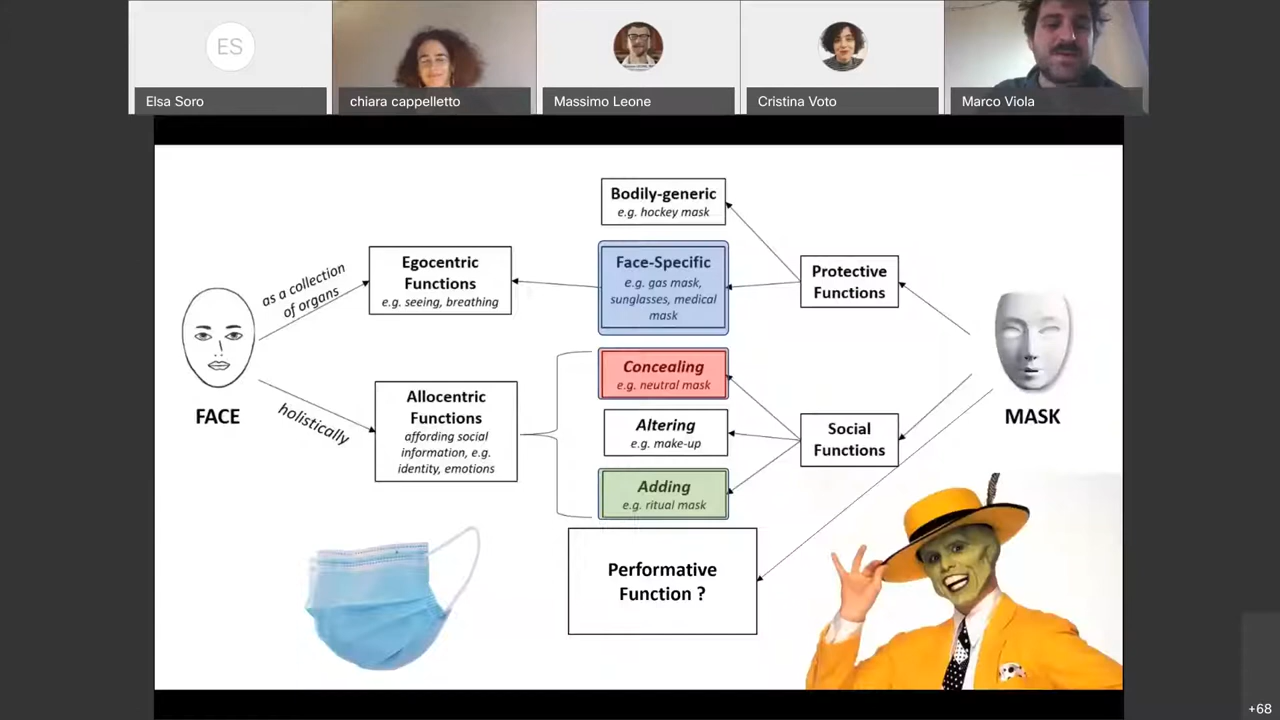 ES
Elsa Soro
chiara cappelletto
Massimo Leone
Cristina Voto
Marco Viola
Bodily-generic
e.g. hockey mask
as a collection
of organs
Egocentric
Functions
e.g. seeing, breathing
Face-Specific
e.g. gas mask,
sunglasses, medical
mask
Protective
Functions
FACE
holistically
Allocentric
Functions
affording social
information, e.g.
identity, emotions
Concealing
e.g. neutral mask
Altering
e.g. make-up
Adding
e.g. ritual mask
Social
Functions
MASK
Performative
Function ?
+68